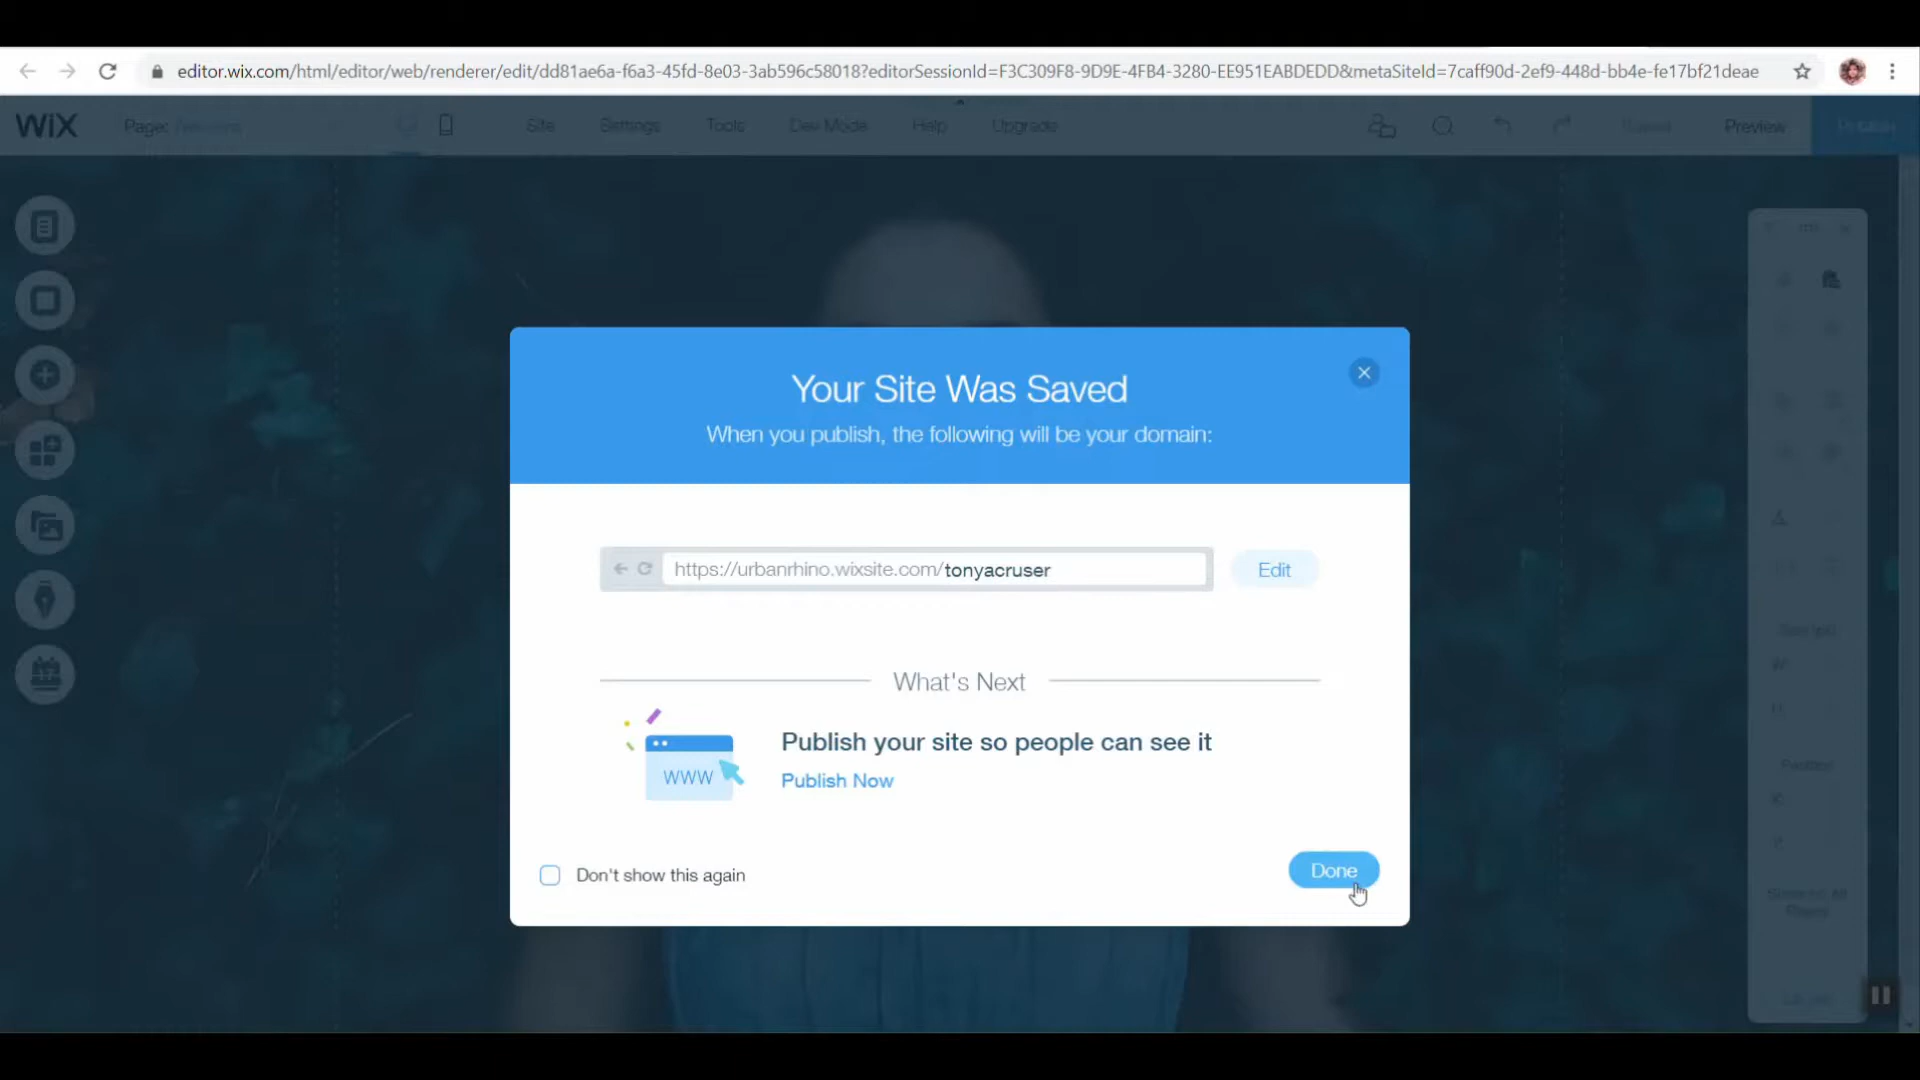 editor.wix.com/html/editor/web/renderer/edit/dd81ae6a-f6a3-45fd-8e03-3ab596c58018?editorSessionId=F3C309F8-9D9E-4FB4-3280-EE951EABDEDD&metaSiteId=7caff90d-2ef9-448d-bb4e-fe17bf21deae
WiX Page: Site Settings Tools Dev Mode Help Upgrade Preview
Your Site Was Saved
When you publish, the following will be your domain:
https://urbanrhino.wixsite.com/tonyacruser Edit
What's Next
Publish your site so people can see it
WWW
Publish Now
Don't show this again
Done